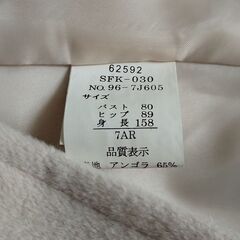 62592
SFK-030
NO.96-7J605
サイズ
バスト 80
ヒップ 89
身長 158
7AR
品質表示
地 アンゴラ 65%